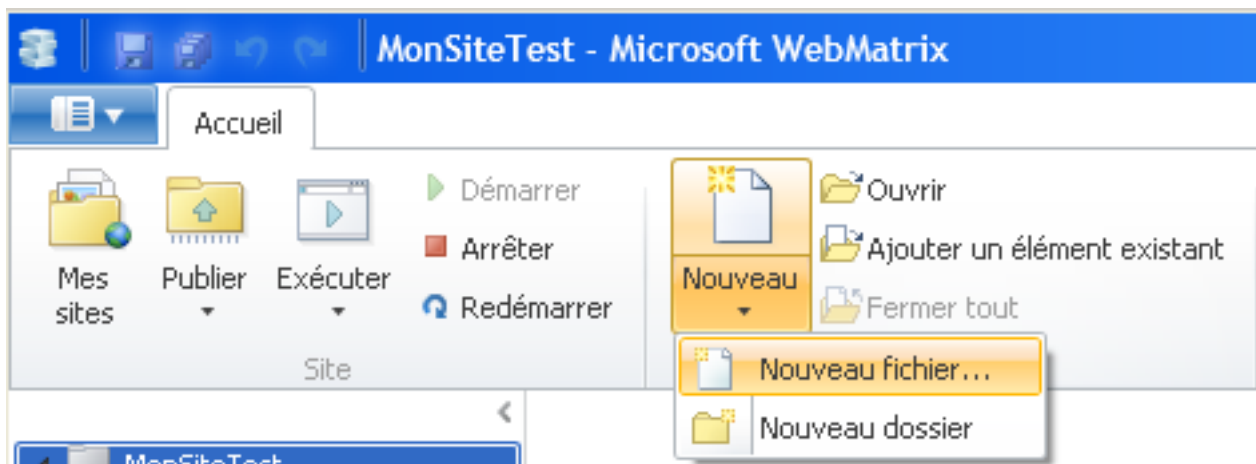 MonSiteTest - Microsoft WebMatrix
Accueil
Mes sites
Publier
Exécuter
Démarrer
Arrêter
Redémarrer
Site
Nouveau
Ouvrir
Ajouter un élément existant
Fermer tout
Nouveau fichier...
Nouveau dossier
MonSiteTest